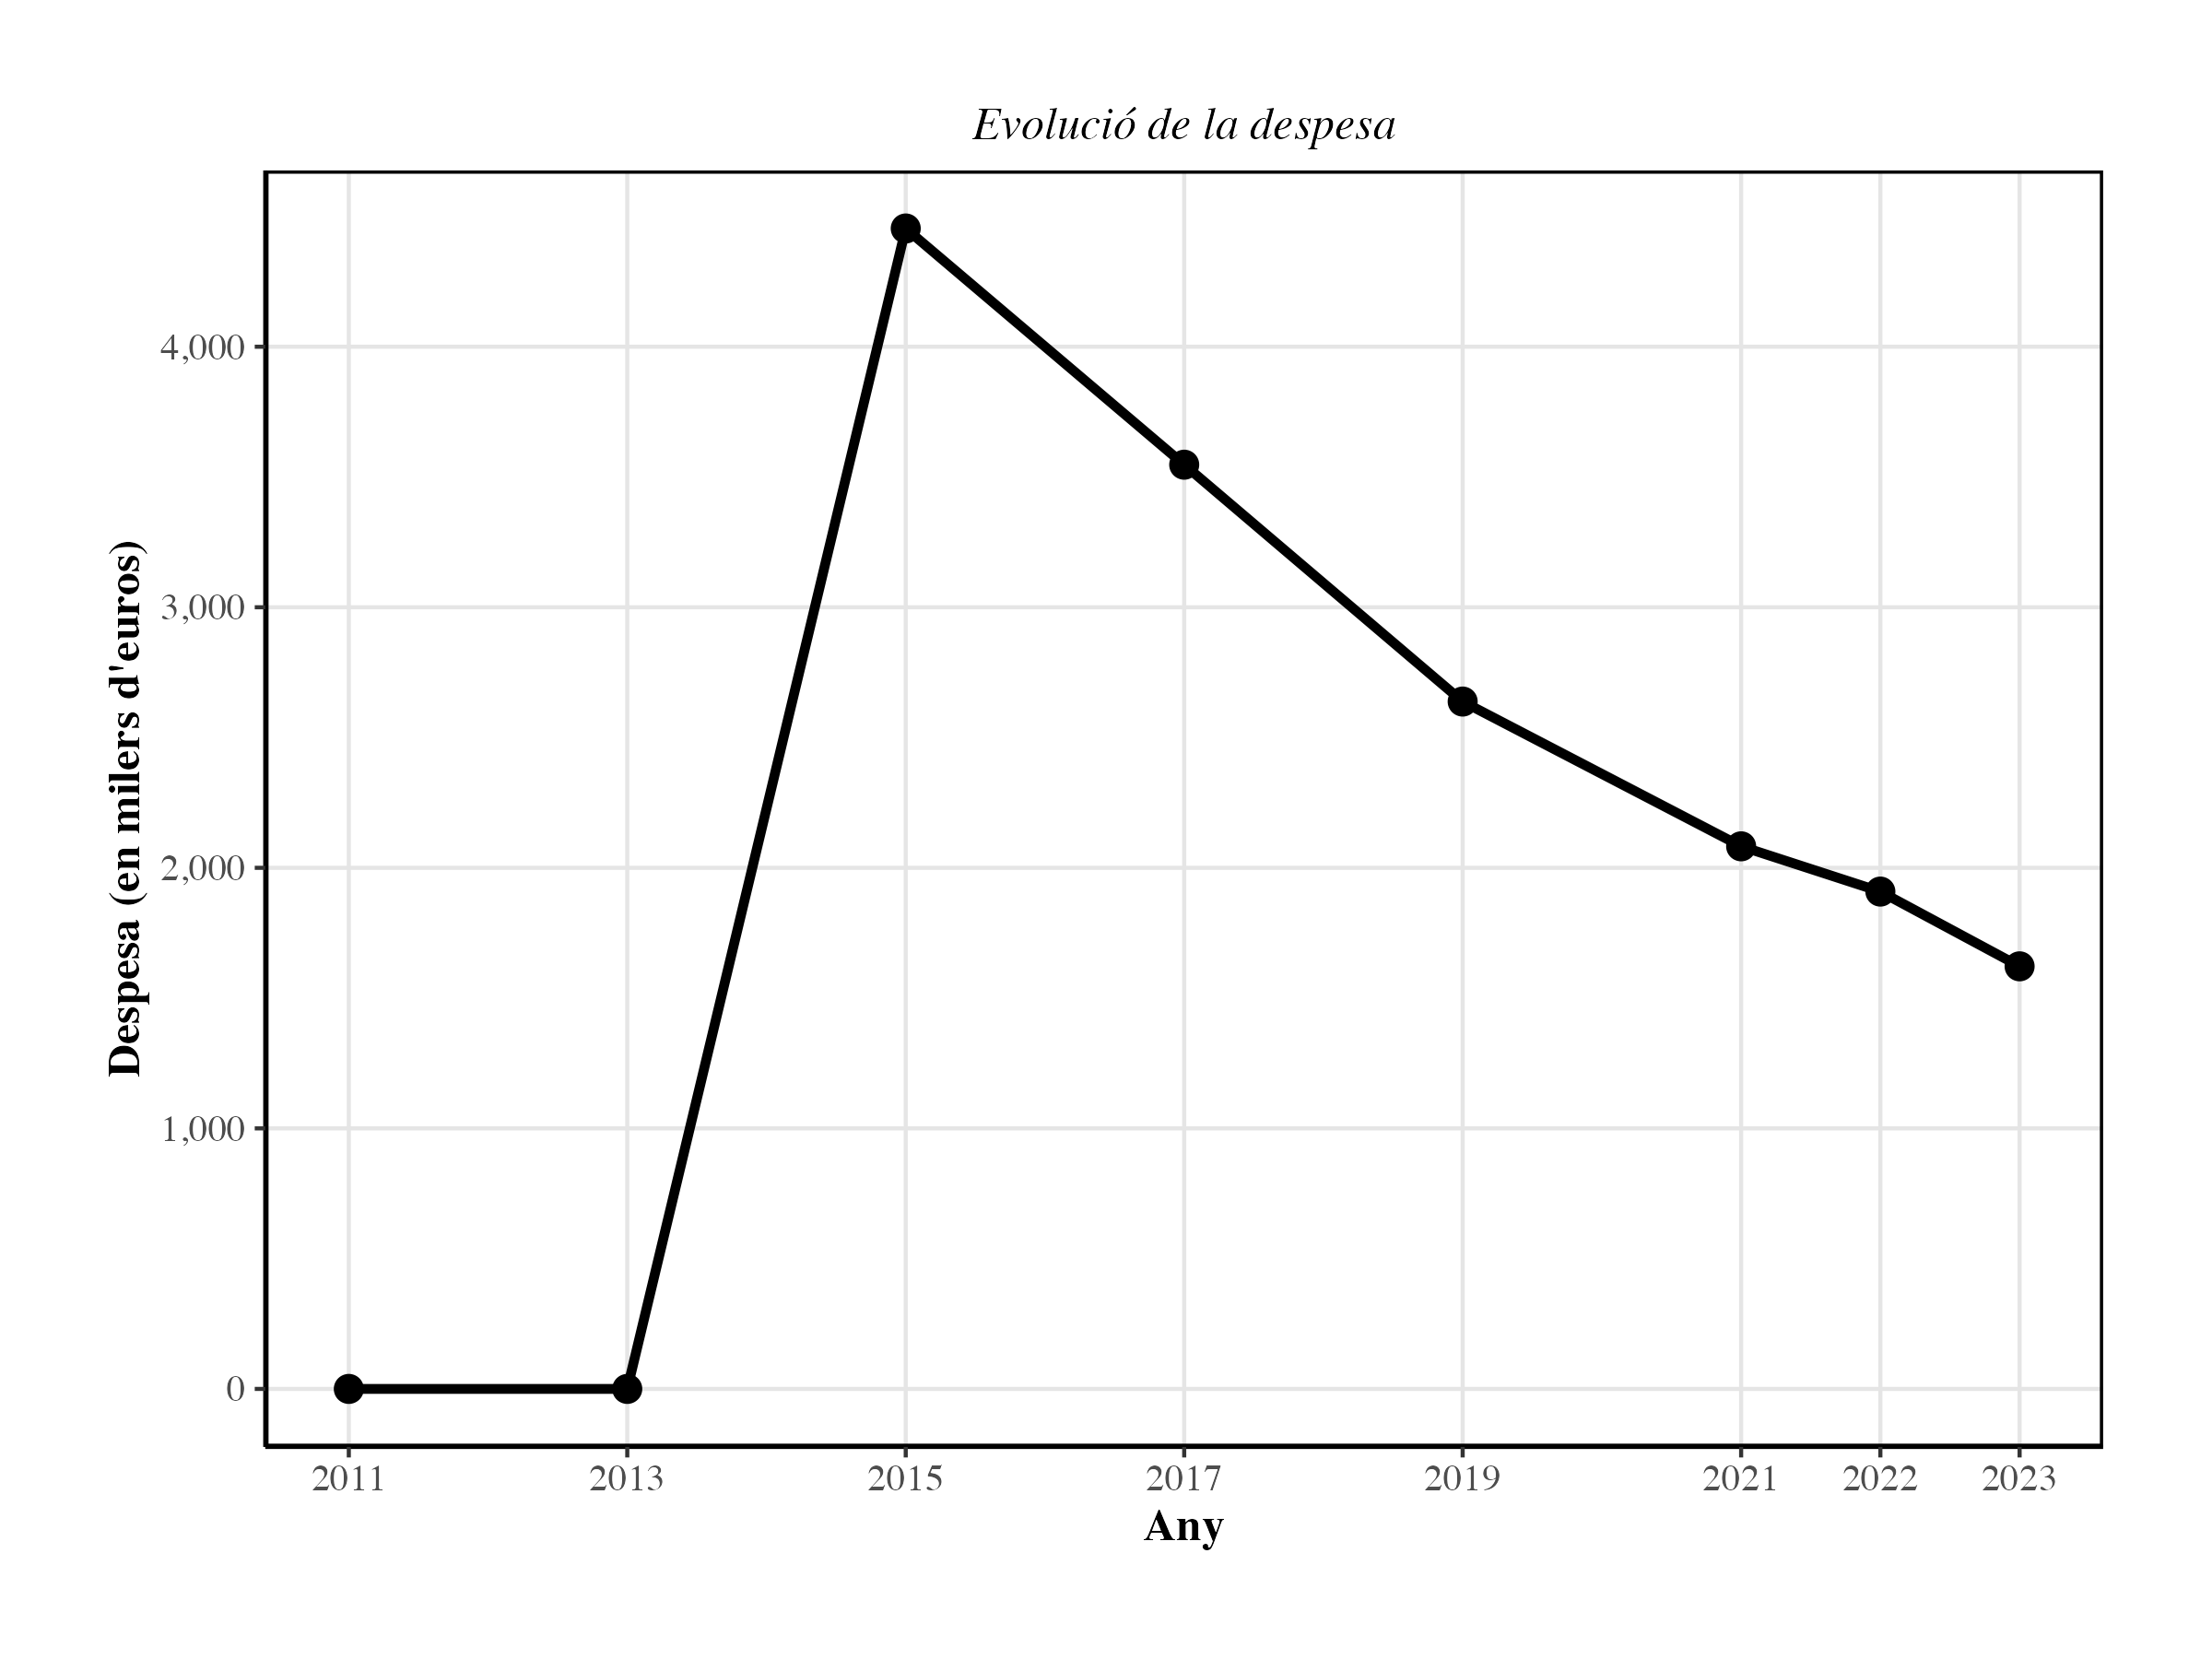 Evolució de la despesa
Despesa (en milers d'euros)
4,000
3,000
2,000
1,000
0
2011 2013 2015 2017 2019 2021 2022 2023
Any